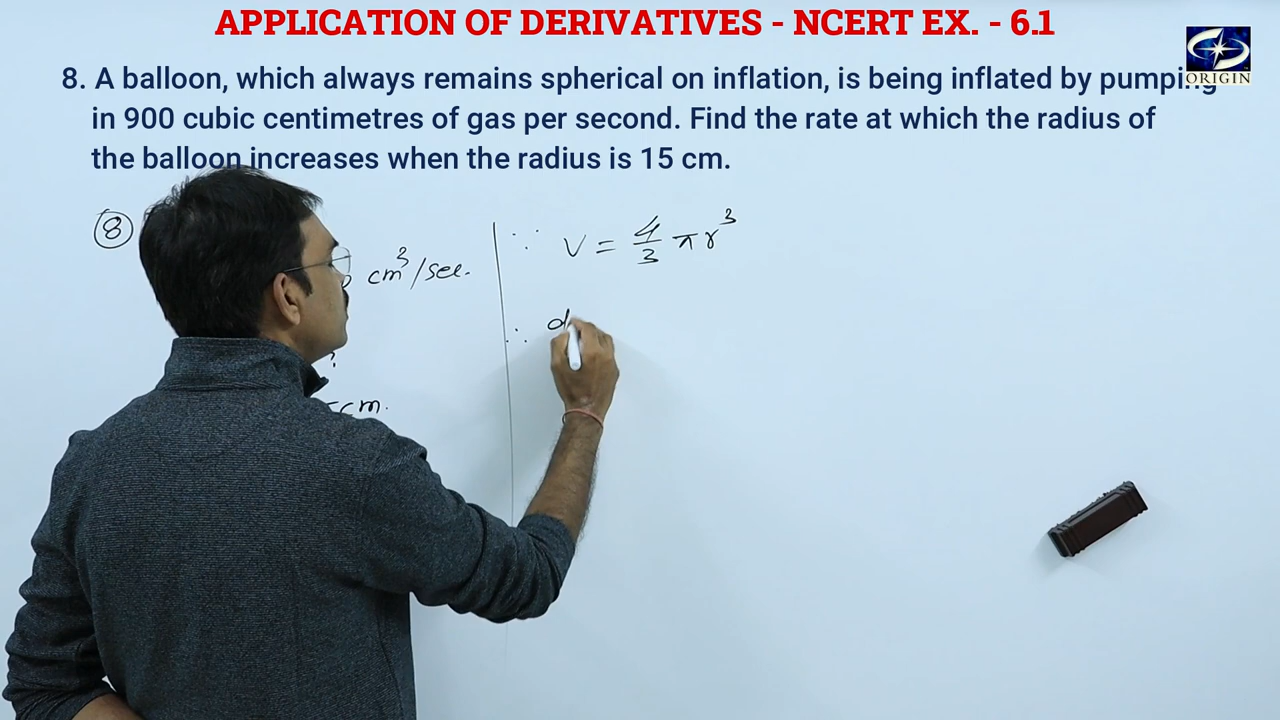 APPLICATION OF DERIVATIVES - NCERT EX. - 6.1
ORIGIN
8. A balloon, which always remains spherical on inflation, is being inflated by pumping
in 900 cubic centimetres of gas per second. Find the rate at which the radius of
the balloon increases when the radius is 15 cm.
8
cm³/sec.
?
cm.
∵ V = 4/3 πr³
∴ d